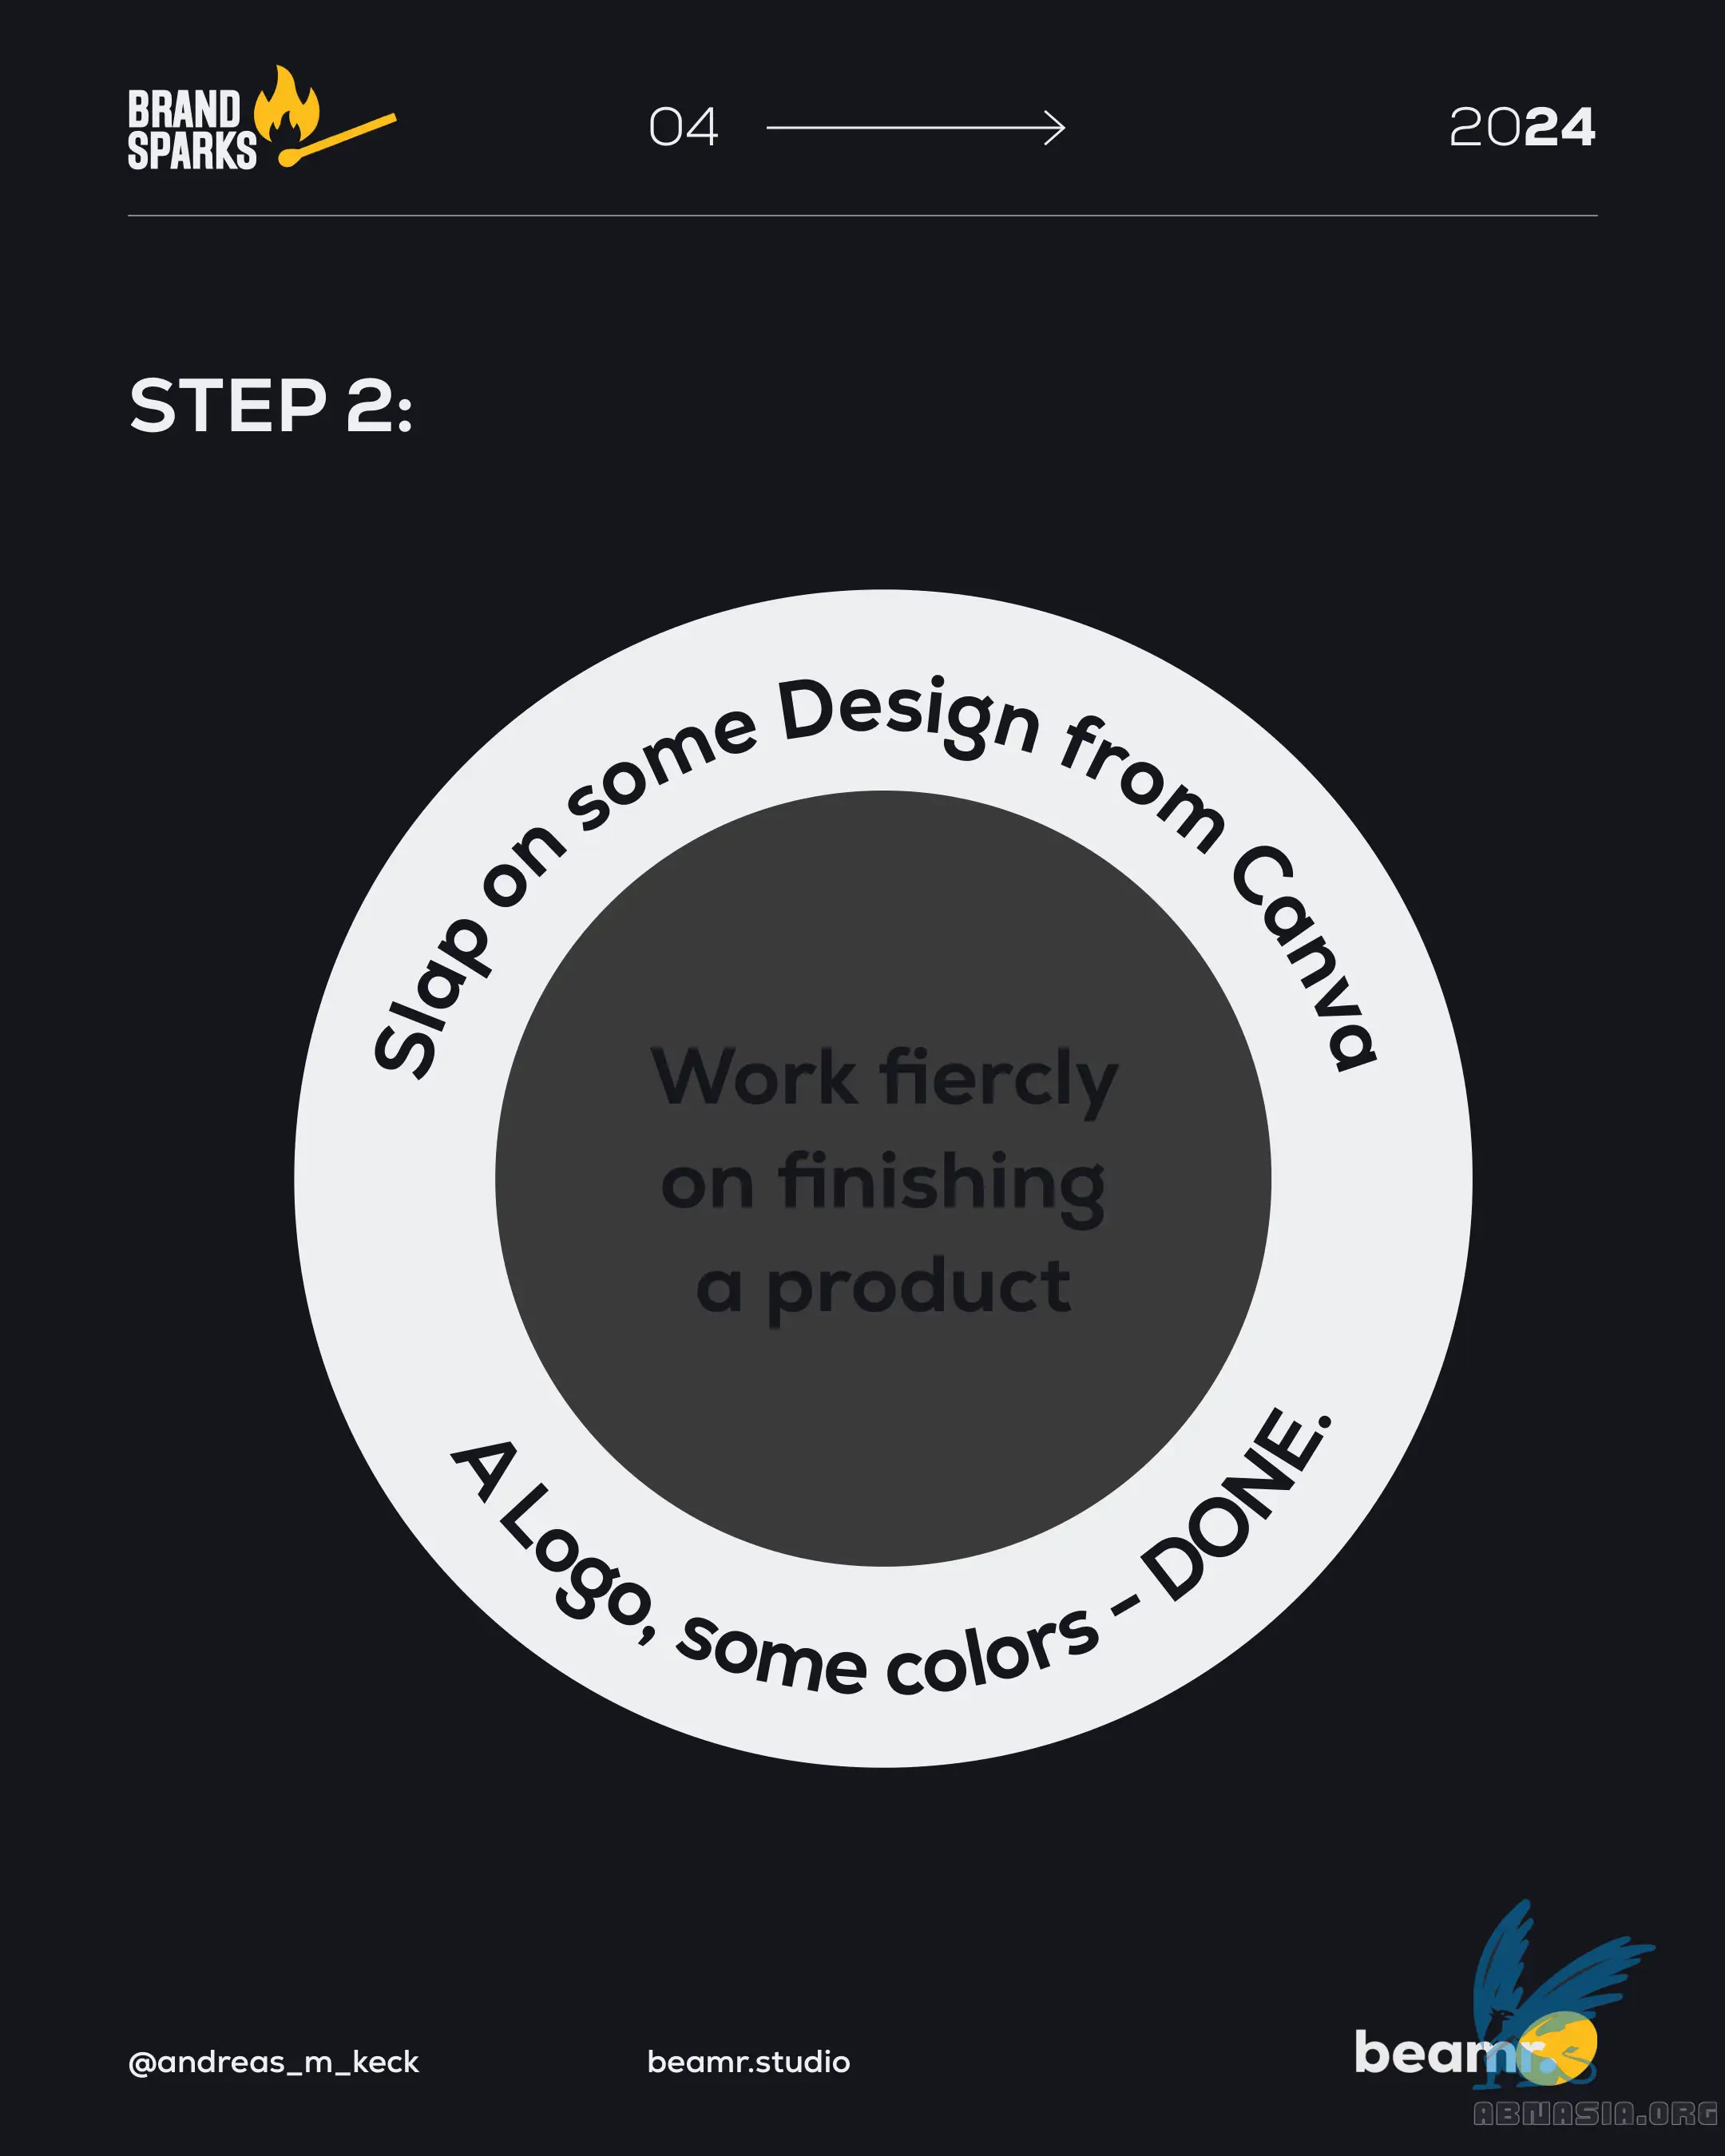 BRAND
SPARKS
04
2024
STEP 2:
Slap on some Design from Canva
Work fiercly
on finishing
a product
A Logo, some colors - DONE.
@andreas_m_keck
beamr.studio
beamr.
ABMASIA.ORG